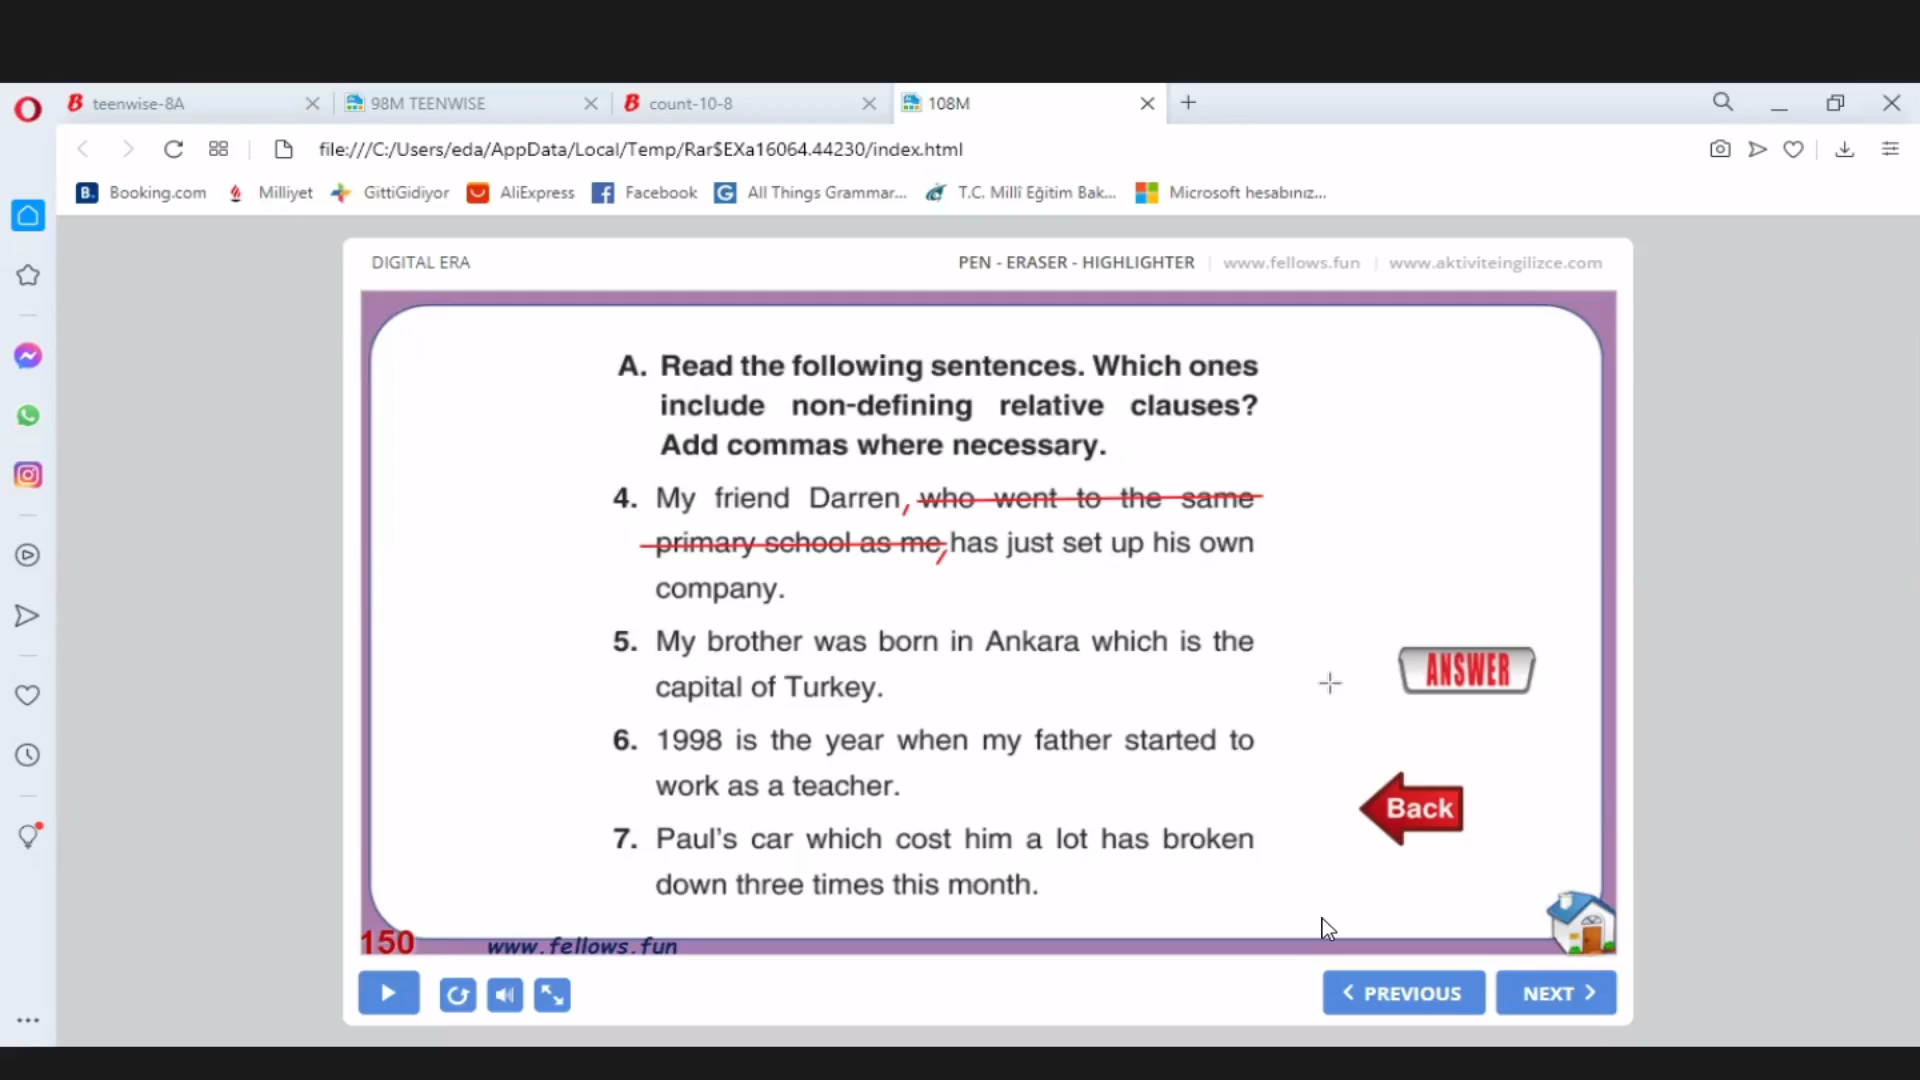 teenwise-8A
98M TEENWISE
count-10-8
108M
file:///C:/Users/eda/AppData/Local/Temp/Rar$EXa16064.44230/index.html
B. Booking.com
Milliyet
GittiGidiyor
AliExpress
Facebook
All Things Grammar...
T.C. Millî Eğitim Bak...
Microsoft hesabınız...
DIGITAL ERA
PEN - ERASER - HIGHLIGHTER | www.fellows.fun | www.aktiviteingilizce.com
A. Read the following sentences. Which ones
include non-defining relative clauses?
Add commas where necessary.
4. My friend Darren, who went to the same
primary school as me, has just set up his own
company.
5. My brother was born in Ankara which is the
capital of Turkey.
6. 1998 is the year when my father started to
work as a teacher.
7. Paul's car which cost him a lot has broken
down three times this month.
ANSWER
Back
150
www.fellows.fun
PREVIOUS
NEXT